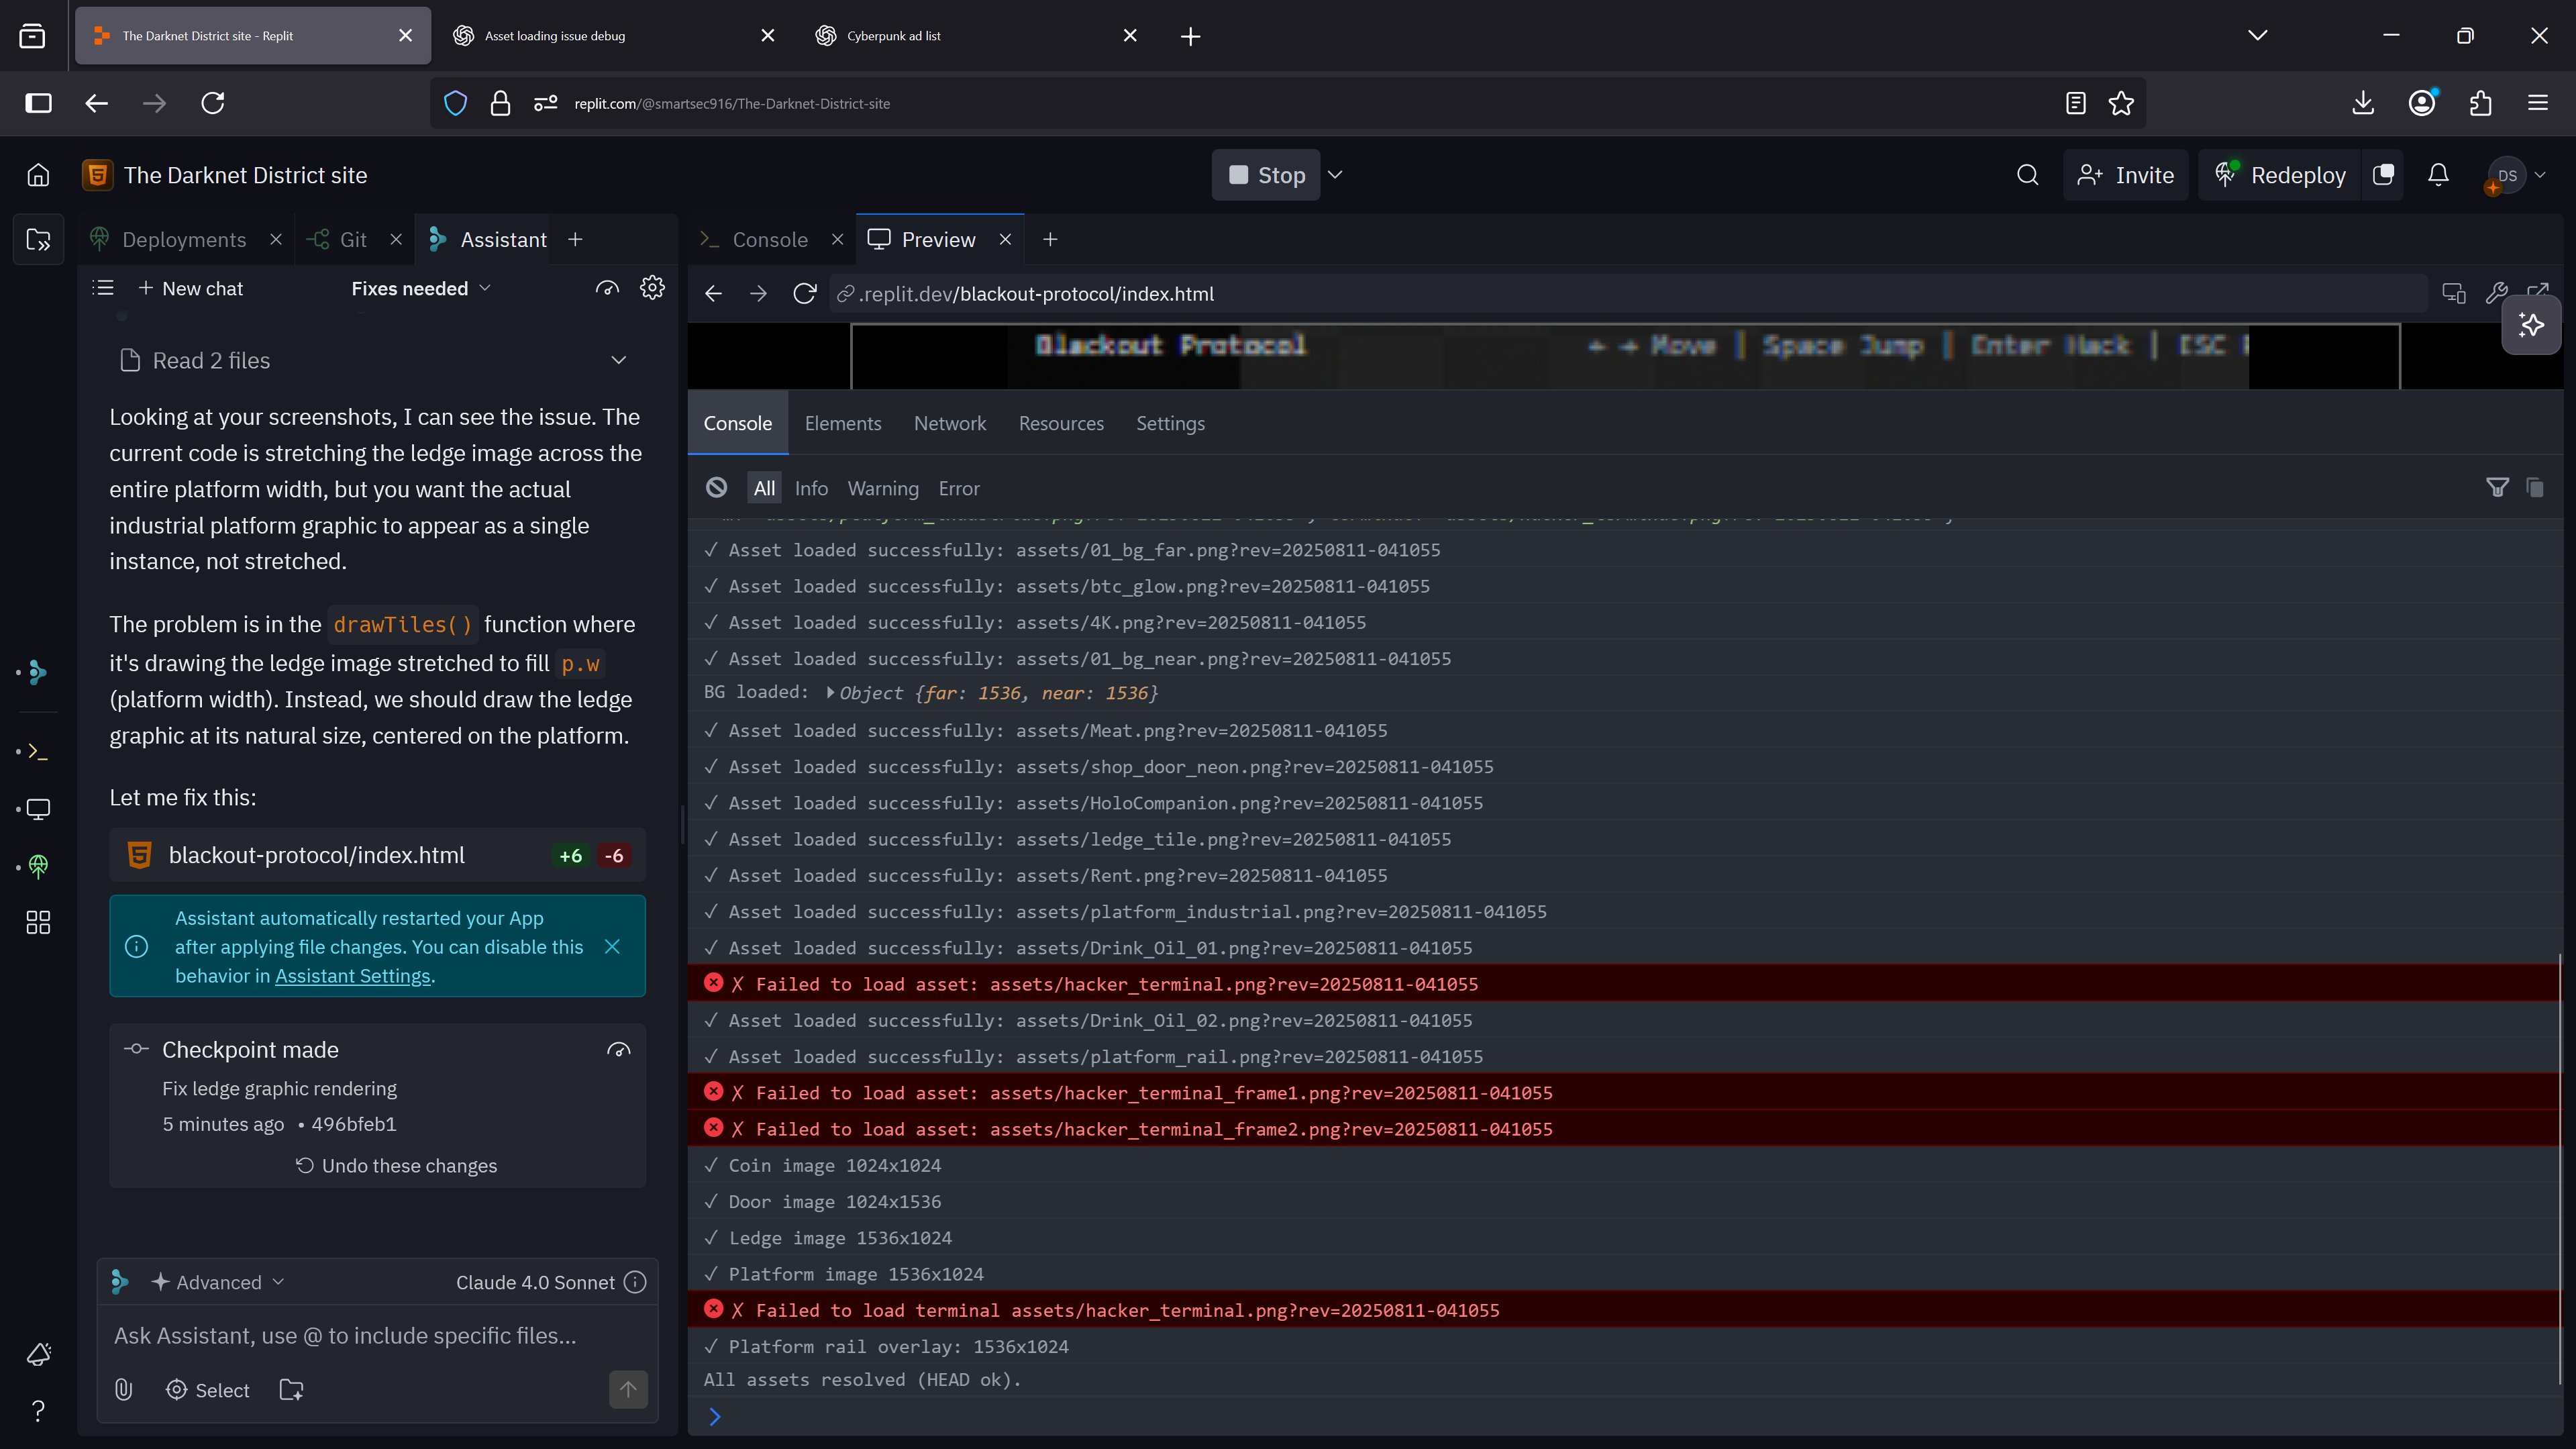 The Darknet District site - Replit
Asset loading issue debug
Cyberpunk ad list
replit.com/@smartsec916/The-Darknet-District-site
The Darknet District site
Stop
Invite
Redeploy
DS
Deployments
Git
Assistant
Console
Preview
New chat
Fixes needed
.replit.dev/blackout-protocol/index.html
Read 2 files
Looking at your screenshots, I can see the issue. The
current code is stretching the ledge image across the
entire platform width, but you want the actual
industrial platform graphic to appear as a single
instance, not stretched.
The problem is in the drawTiles() function where
it's drawing the ledge image stretched to fill p.w
(platform width). Instead, we should draw the ledge
graphic at its natural size, centered on the platform.
Let me fix this:
blackout-protocol/index.html +6 -6
Assistant automatically restarted your App
after applying file changes. You can disable this
behavior in Assistant Settings.
Checkpoint made
Fix ledge graphic rendering
5 minutes ago • 496bfeb1
Undo these changes
Advanced
Claude 4.0 Sonnet
Ask Assistant, use @ to include specific files...
Select
Blackout Protocol
← → Move | Space Jump | Enter Hack | ESC
Console Elements Network Resources Settings
All Info Warning Error
✓ Asset loaded successfully: assets/01_bg_far.png?rev=20250811-041055
✓ Asset loaded successfully: assets/btc_glow.png?rev=20250811-041055
✓ Asset loaded successfully: assets/4K.png?rev=20250811-041055
✓ Asset loaded successfully: assets/01_bg_near.png?rev=20250811-041055
BG loaded: Object {far: 1536, near: 1536}
✓ Asset loaded successfully: assets/Meat.png?rev=20250811-041055
✓ Asset loaded successfully: assets/shop_door_neon.png?rev=20250811-041055
✓ Asset loaded successfully: assets/HoloCompanion.png?rev=20250811-041055
✓ Asset loaded successfully: assets/ledge_tile.png?rev=20250811-041055
✓ Asset loaded successfully: assets/Rent.png?rev=20250811-041055
✓ Asset loaded successfully: assets/platform_industrial.png?rev=20250811-041055
✓ Asset loaded successfully: assets/Drink_Oil_01.png?rev=20250811-041055
✗ Failed to load asset: assets/hacker_terminal.png?rev=20250811-041055
✓ Asset loaded successfully: assets/Drink_Oil_02.png?rev=20250811-041055
✓ Asset loaded successfully: assets/platform_rail.png?rev=20250811-041055
✗ Failed to load asset: assets/hacker_terminal_frame1.png?rev=20250811-041055
✗ Failed to load asset: assets/hacker_terminal_frame2.png?rev=20250811-041055
✓ Coin image 1024x1024
✓ Door image 1024x1536
✓ Ledge image 1536x1024
✓ Platform image 1536x1024
✗ Failed to load terminal assets/hacker_terminal.png?rev=20250811-041055
✓ Platform rail overlay: 1536x1024
All assets resolved (HEAD ok).